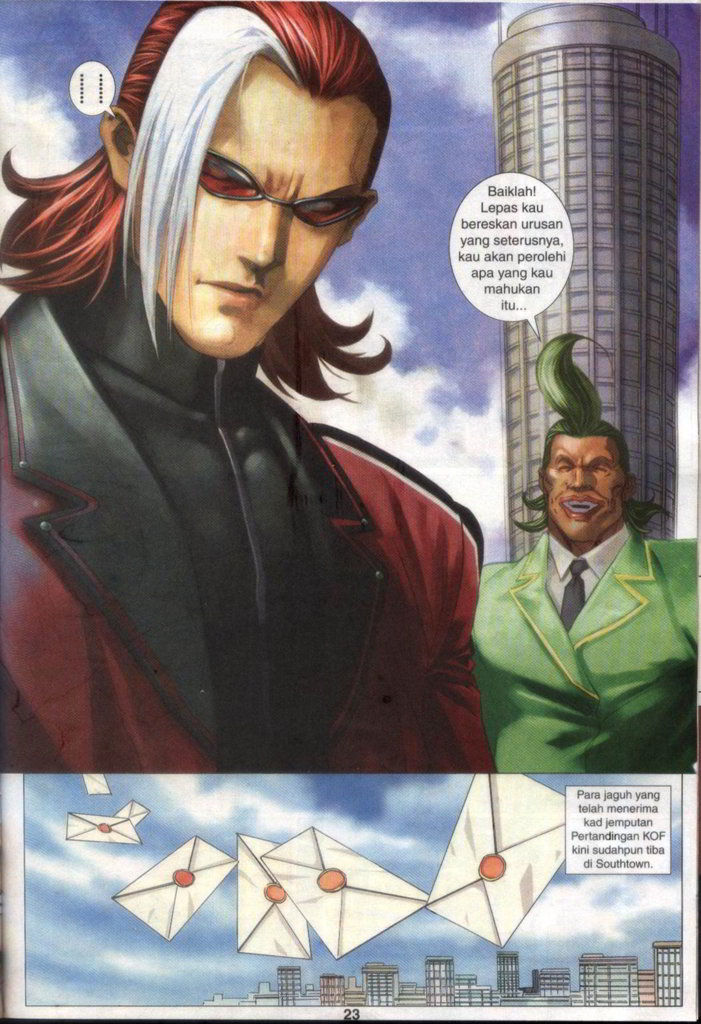 Baiklah!
Lepas kau
bereskan urusan
yang seterusnya,
kau akan perolehi
apa yang kau
mahukan
itu...
Para jaguh yang
telah menerima
kad jemputan
Pertandingan KOF
kini sudahpun tiba
di Southtown.
23